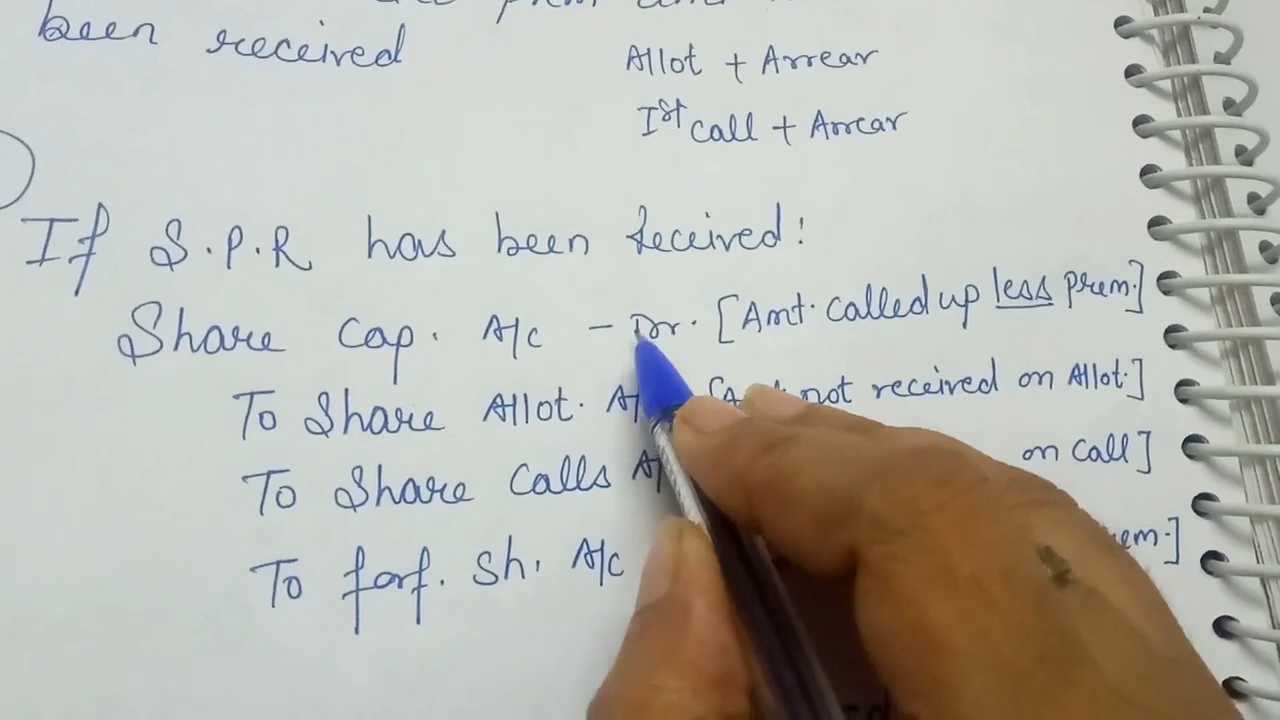 been received
Allot + Arrear
Ist call + Arrear
If S.P.R has been received:
Share Cap. A/c - Dr. [Amt. called up less prem.]
To Share Allot. A/ not received on Allot.]
To Share Calls A/ on Call]
To forf. Sh. A/c em.]